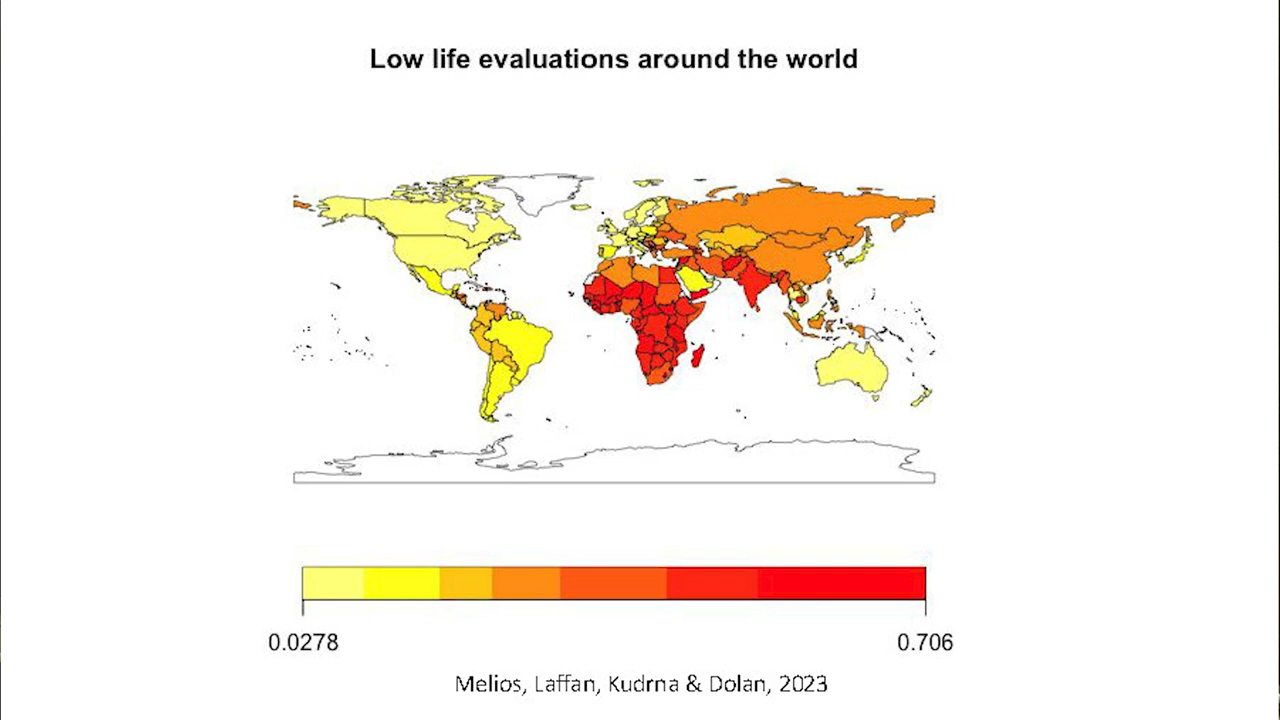 Low life evaluations around the world
0.0278
0.706
Melios, Laffan, Kudrna & Dolan, 2023